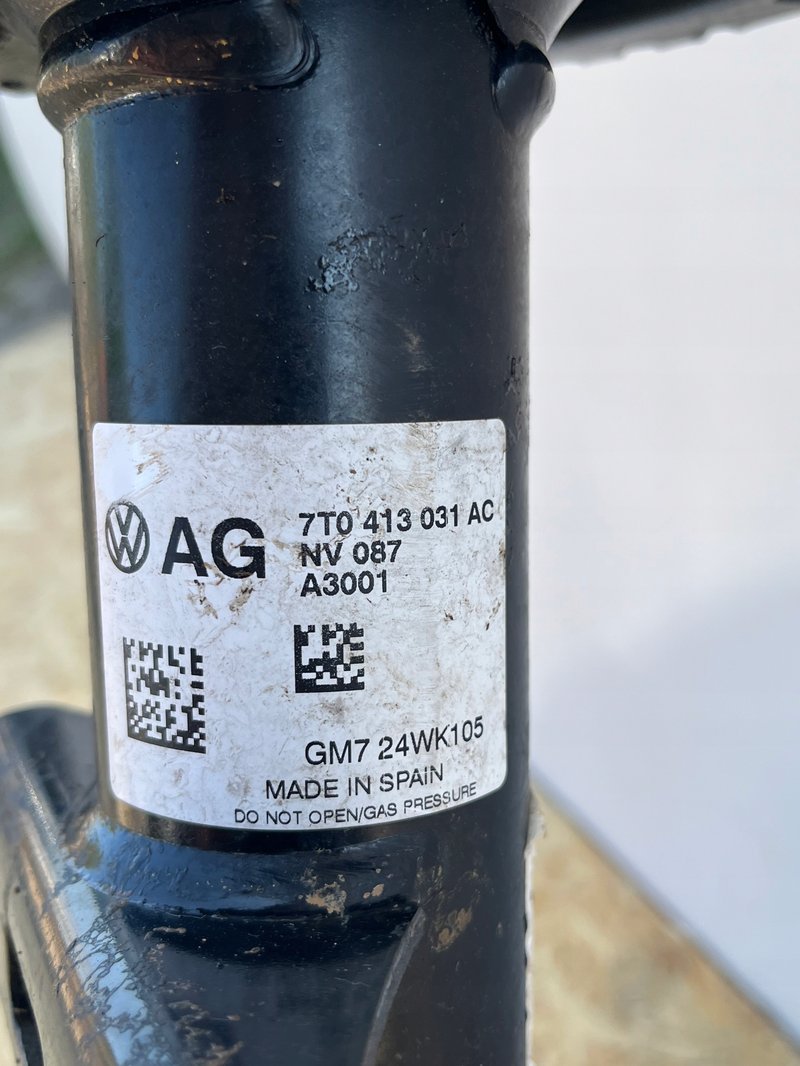 AG 7T0 413 031 AC
NV 087
A3001
GM7 24WK105
MADE IN SPAIN
DO NOT OPEN/GAS PRESSURE